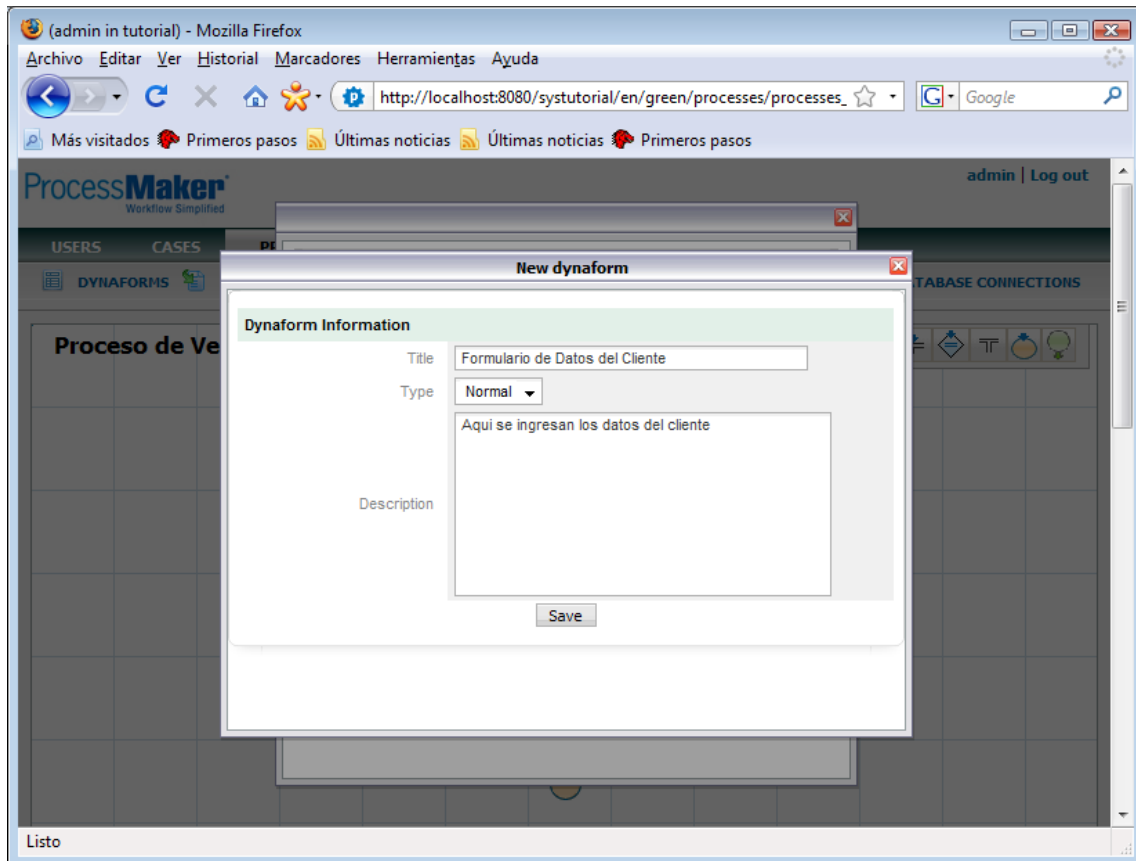 (admin in tutorial) - Mozilla Firefox
Archivo Editar Ver Historial Marcadores Herramientas Ayuda
http://localhost:8080/systutorial/en/green/processes/processes_
G Google
Más visitados Primeros pasos Últimas noticias Últimas noticias Primeros pasos
ProcessMaker
Workflow Simplified
admin | Log out
USERS CASES
DYNAFORMS
TABASE CONNECTIONS
New dynaform
Proceso de Ve
Dynaform Information
Title Formulario de Datos del Cliente
Type Normal
Description Aqui se ingresan los datos del cliente
Save
Listo